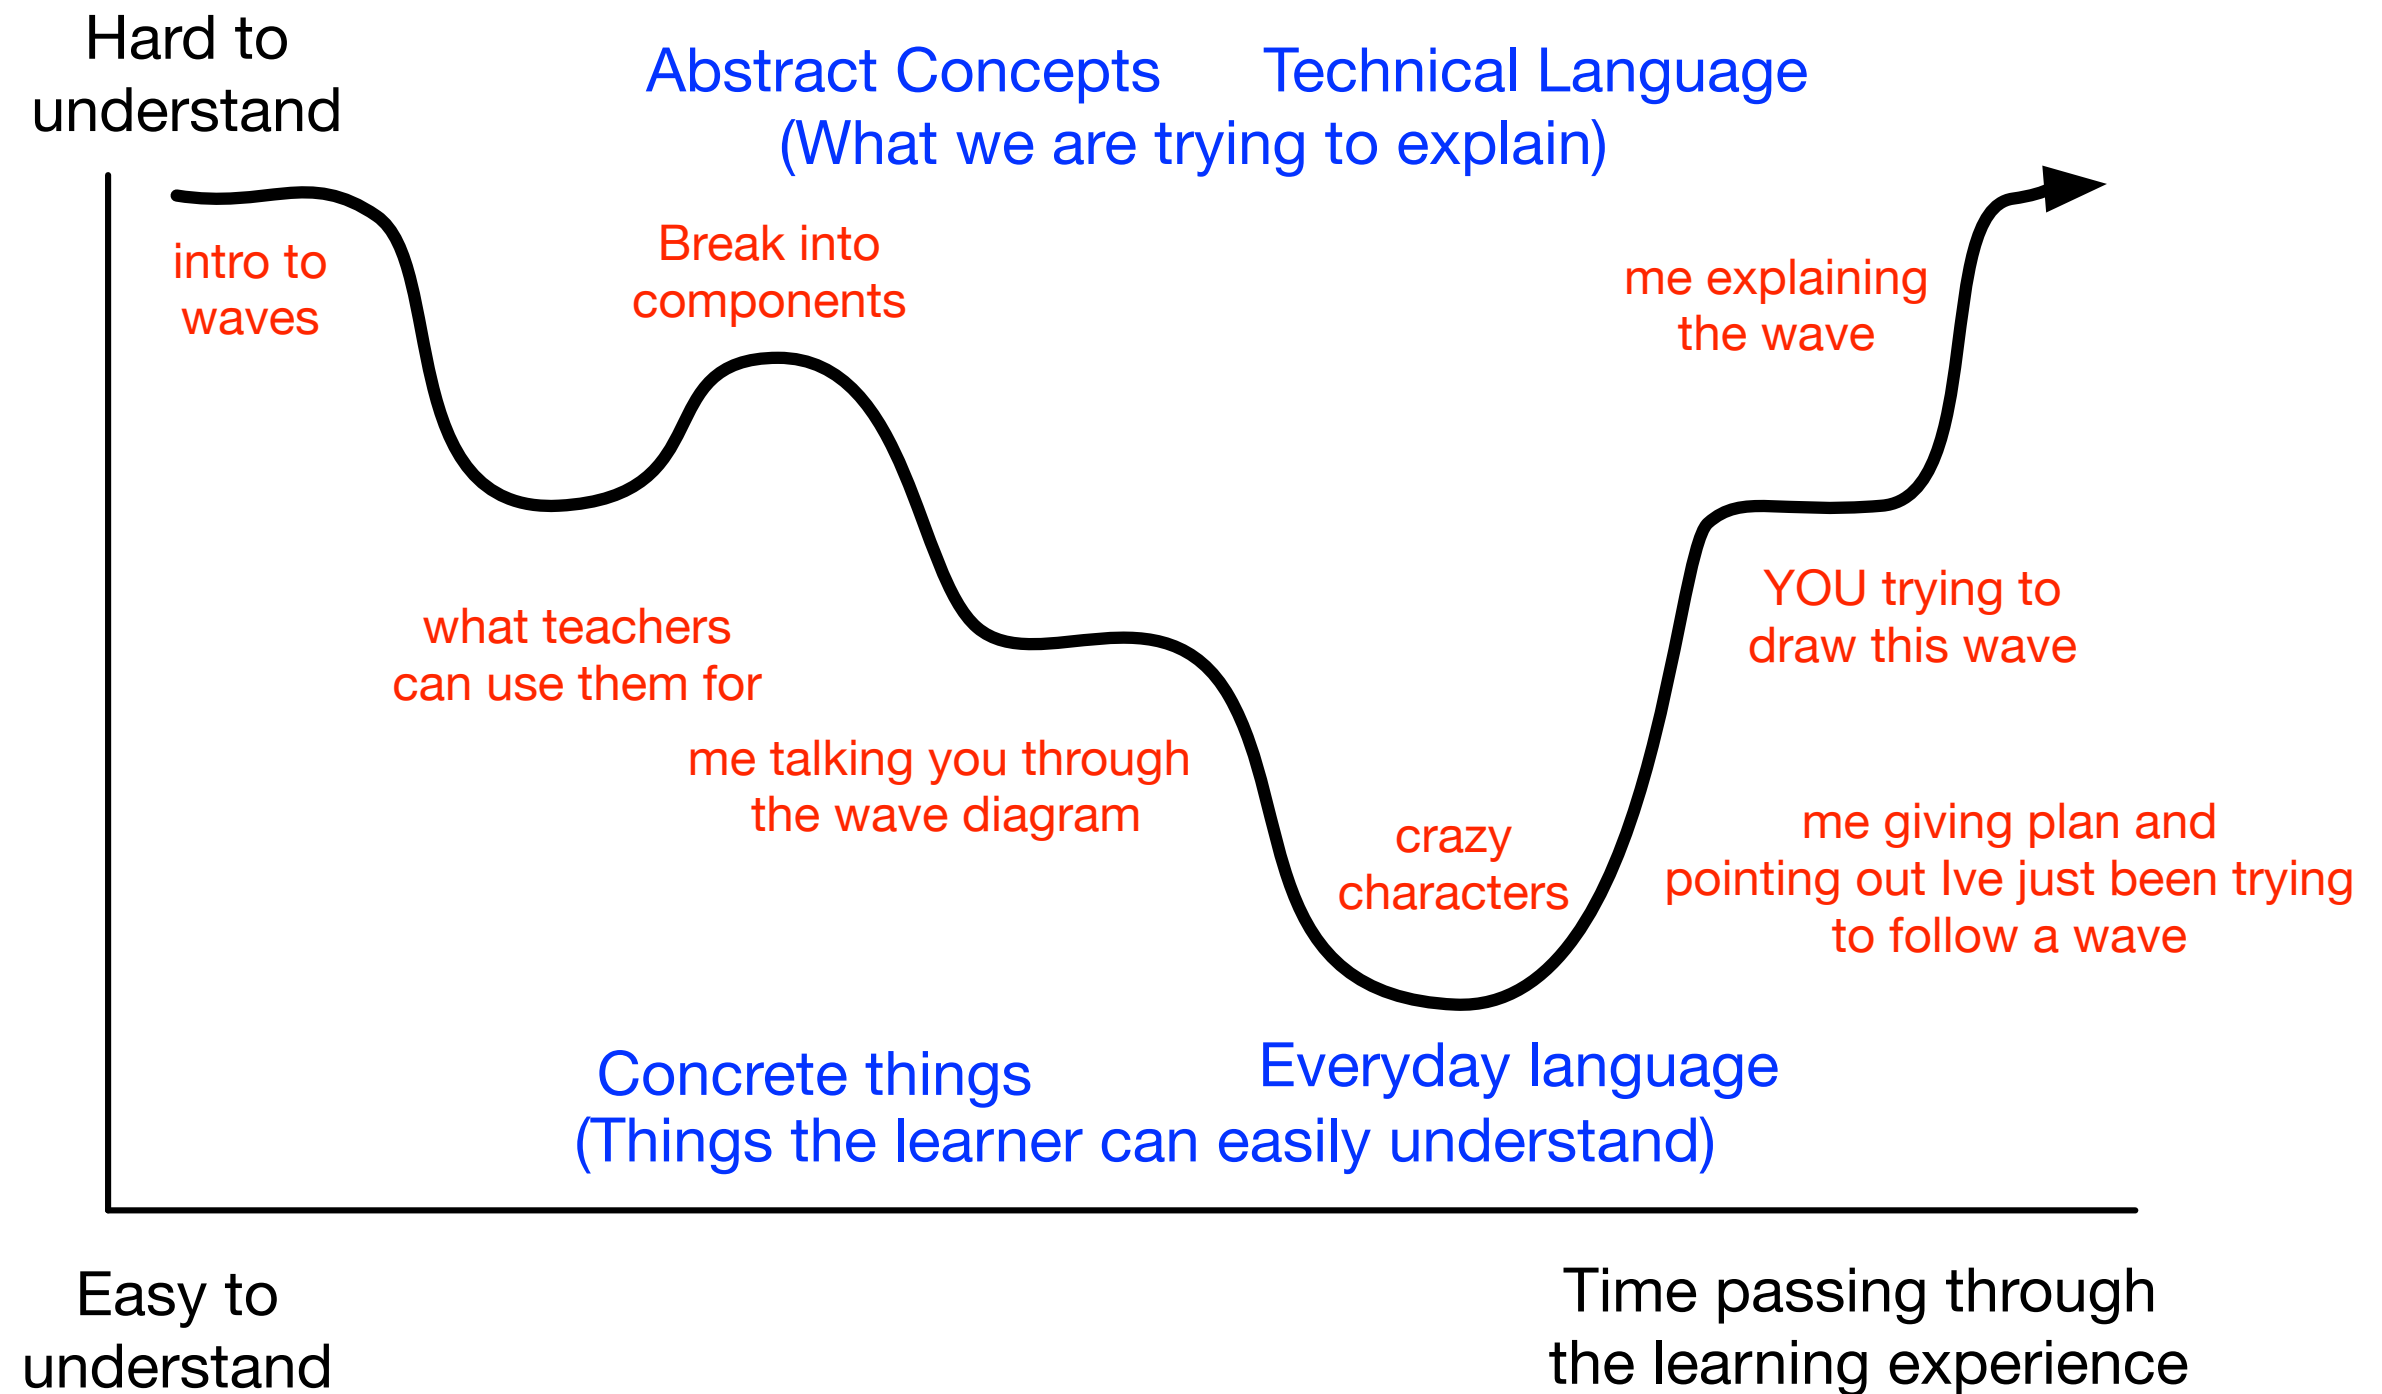 Hard to
understand
Abstract Concepts
Technical Language
(What we are trying to explain)
intro to
waves
Break into
components
me explaining
the wave
what teachers
can use them for
YOU trying to
draw this wave
me talking you through
the wave diagram
crazy
characters
me giving plan and
pointing out Ive just been trying
to follow a wave
Concrete things
Everyday language
(Things the learner can easily understand)
Easy to
understand
Time passing through
the learning experience